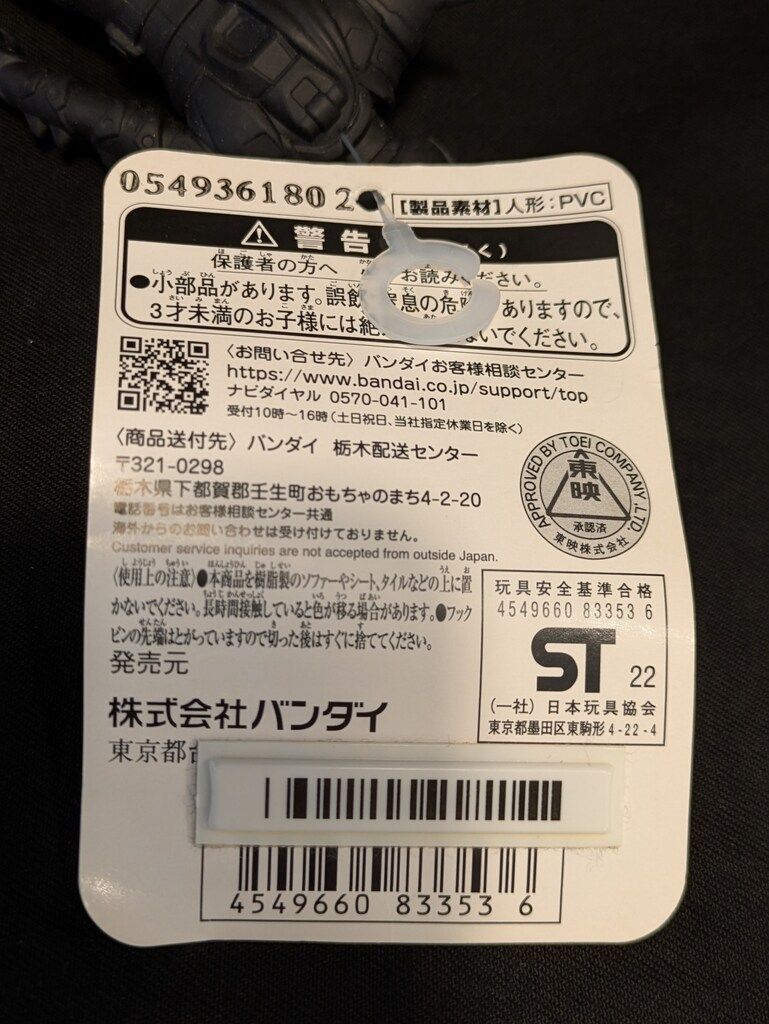 0549361802
[製品素材]人形:PVC
警告 く)
保護者の方へ お読みください。
●小部品があります。誤飲 息の危 ありますので、
3才未満のお子様には絶 ないでください。
〈お問い合せ先〉バンダイお客様相談センター
https://www.bandai.co.jp/support/top
ナビダイヤル 0570-041-101
受付10時～16時(土日祝日、当社指定休業日を除く)
〈商品送付先〉バンダイ 栃木配送センター
〒321-0298
栃木県下都賀郡壬生町おもちゃのまち4-2-20
電話番号はお客様相談センター共通
海外からのお問い合わせは受け付けておりません。
Customer service inquiries are not accepted from outside Japan.
APPROVED BY TOEI COMPANY, LTD.
東映
承認済
東映株式会社
〈使用上の注意〉●本商品を樹脂製のソファーやシート、タイルなどの上に置
かないでください。長時間接触していると色が移る場合があります。●フック
ピンの先端はとがっていますので切った後はすぐに捨ててください。
発売元
株式会社バンダイ
東京都台
玩具安全基準合格
4549660 83353 6
ST 22
(一社)日本玩具協会
東京都墨田区東駒形4-22-4
4549660 83353 6